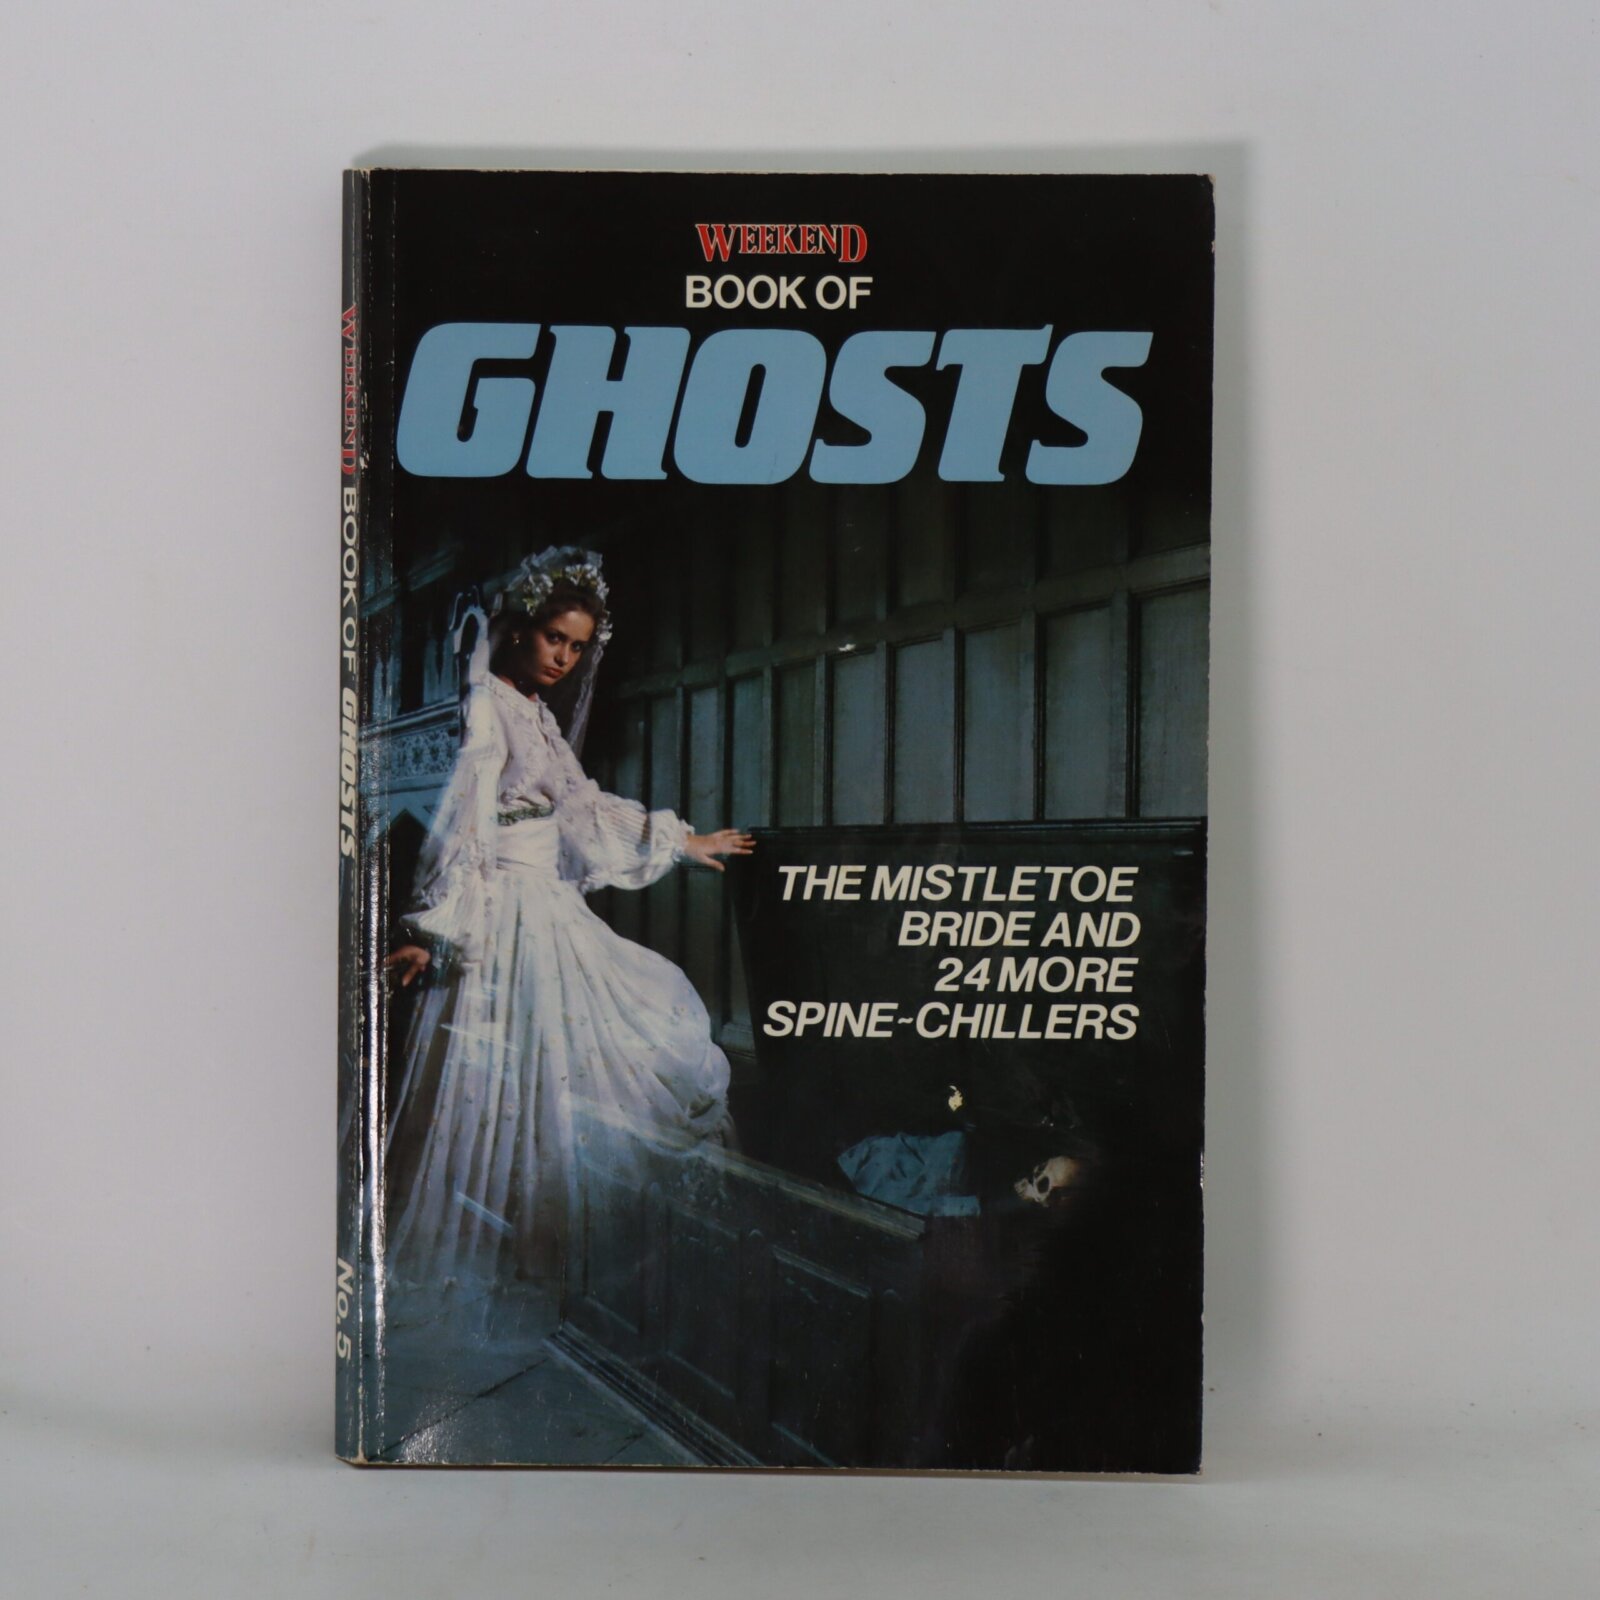 WEEKEND
BOOK OF
GHOSTS
THE MISTLETOE
BRIDE AND
24 MORE
SPINE~CHILLERS
WEEKEND BOOK OF GHOSTS No. 5